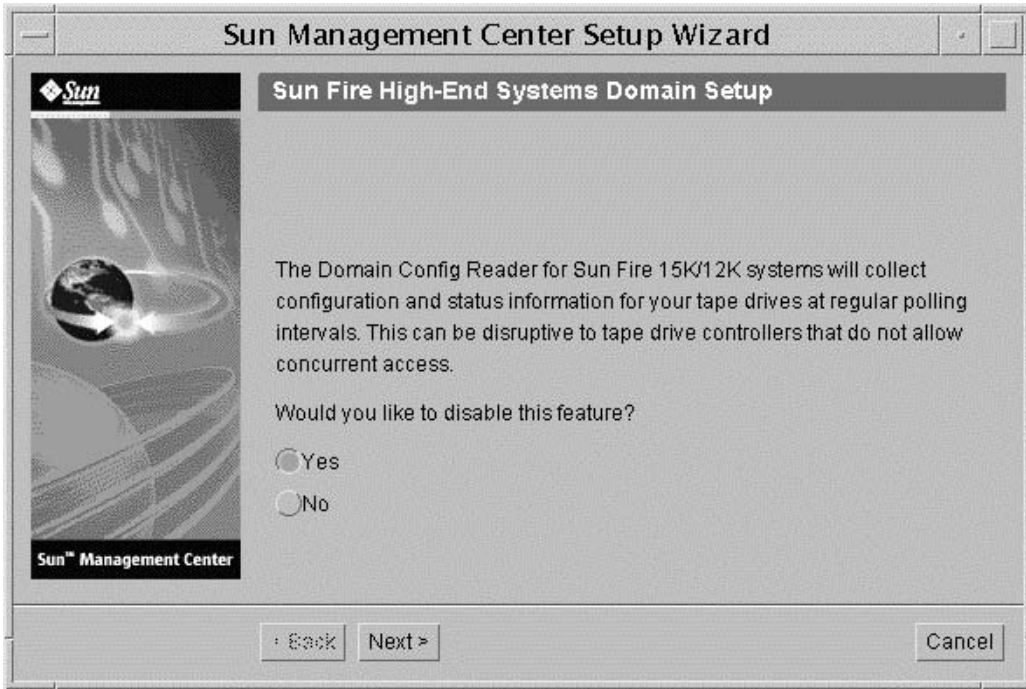 Sun Management Center Setup Wizard
Sun
Sun Fire High-End Systems Domain Setup
The Domain Config Reader for Sun Fire 15K/12K systems will collect
configuration and status information for your tape drives at regular polling
intervals. This can be disruptive to tape drive controllers that do not allow
concurrent access.
Would you like to disable this feature?
Yes
No
Sun™ Management Center
< Back Next > Cancel